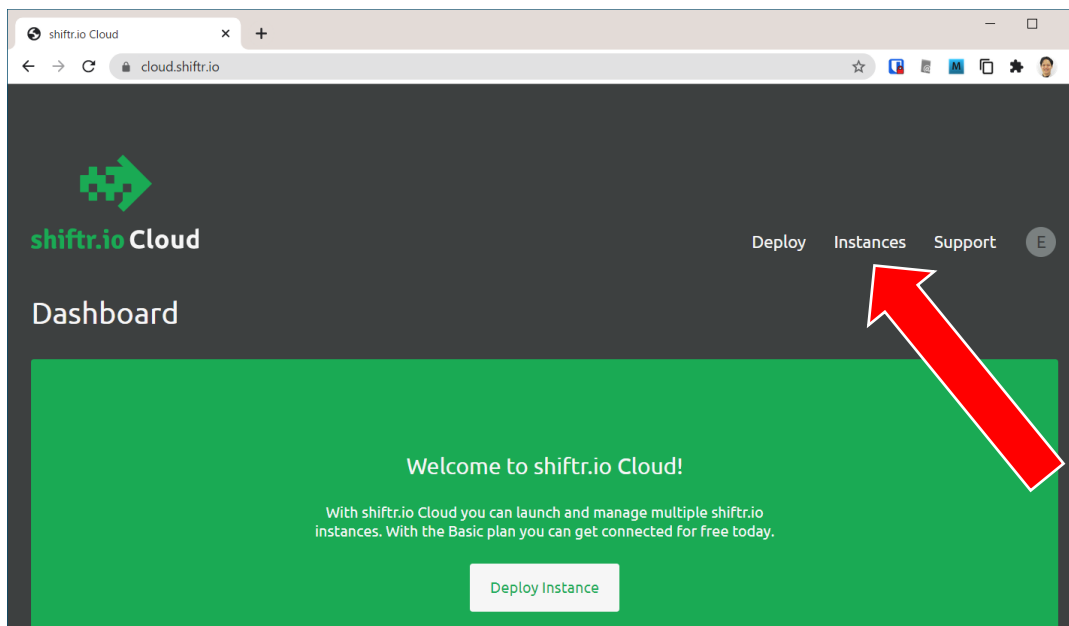 shiftr.io Cloud
cloud.shiftr.io
M
shiftr.io Cloud
Deploy Instances Support E
Dashboard
Welcome to shiftr.io Cloud!
With shiftr.io Cloud you can launch and manage multiple shiftr.io
instances. With the Basic plan you can get connected for free today.
Deploy Instance